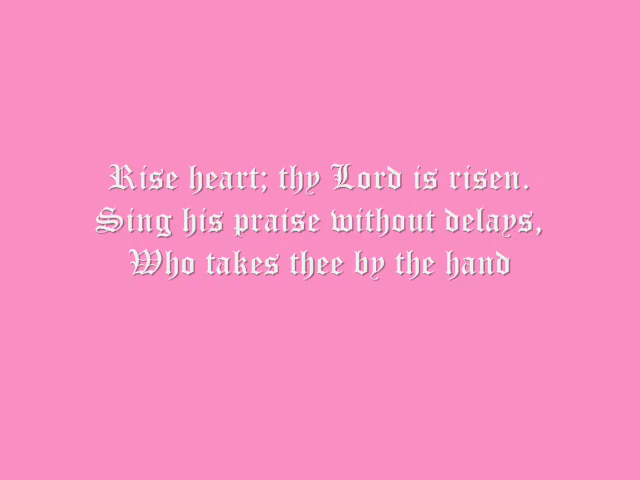 Rise heart; thy Lord is risen.
Sing his praise without delays,
Who takes thee by the hand